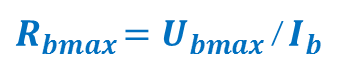 R_bmax = U_bmax / I_b